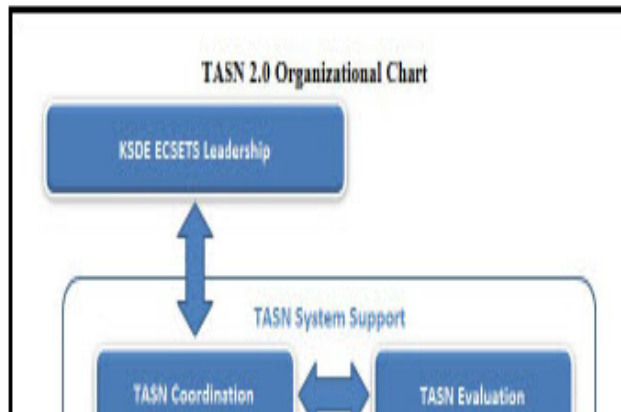 TASN 2.0 Organizational Chart
KSDE ECSETS Leadership
TASN System Support
TASN Coordination
TASN Evaluation